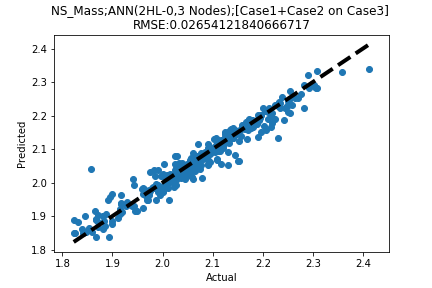 NS_Mass;ANN(2HL-0,3 Nodes);[Case1+Case2 on Case3]
RMSE:0.02654121840666717
2.4
2.3
2.2
2.1
2.0
1.9
1.8
Predicted
1.8 1.9 2.0 2.1 2.2 2.3 2.4
Actual